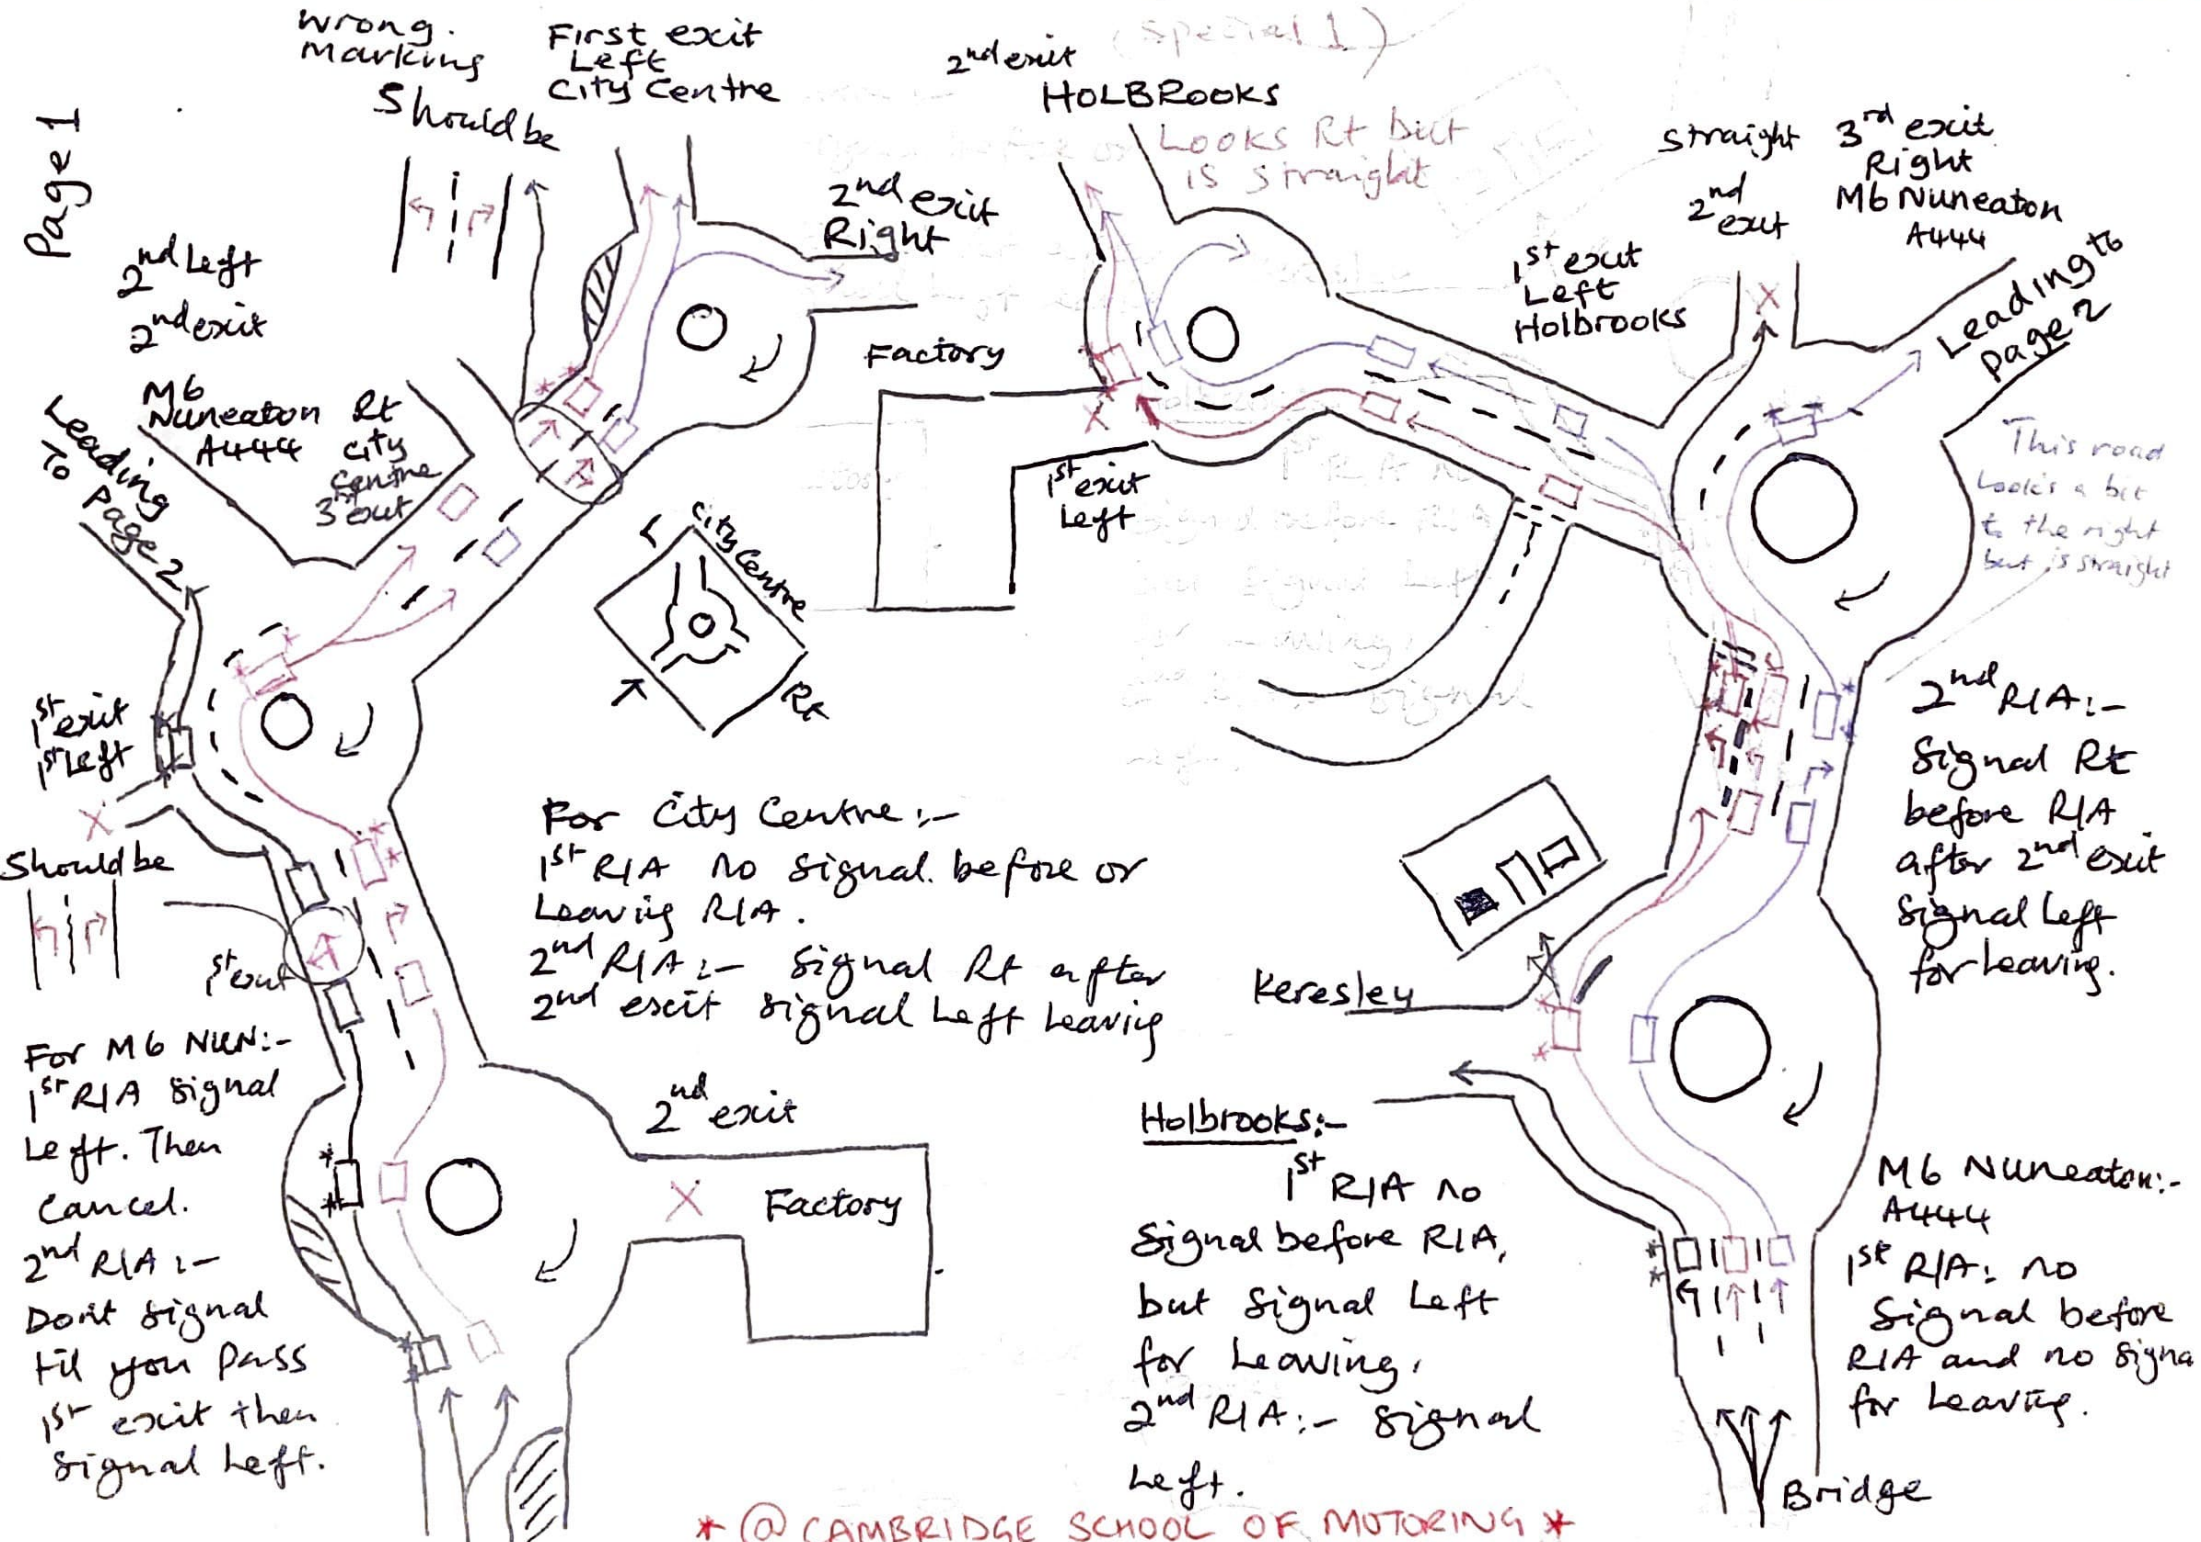 Page 1
wrong.
marking
Should be
First exit
Left
City Centre
2nd exit
Right
2nd Left
2nd exit
M6
Nuneaton
A444
Rt
City
Centre
3rd exit
Leading
To
Page 2
1st exit
1st Left
Should be
1st exit
City Centre
Rt
Factory
2nd exit
HOLBROOKS
(Special 1)
Looks Rt but
is straight
1st exit
Left
1st exit
Left
Holbrooks
Straight
2nd
exit
3rd exit
Right
M6 Nuneaton
A444
Leading to
page 2
This road
Looks a bit
to the right
but is straight
For City Centre:-
1st R/A no signal. before or
Leaving R/A.
2nd R/A:- Signal Rt after
2nd exit signal Left Leaving
For M6 NUN:-
1st R/A signal
Left. Then
Cancel.
2nd R/A:-
Don't signal
til you pass
1st exit then
signal Left.
2nd exit
Factory
Keresley
Holbrooks:-
1st R/A no
Signal before R/A,
but signal Left
for Leaving.
2nd R/A:- signal
Left.
2nd R/A:-
Signal Rt
before R/A
after 2nd exit
signal Left
for Leaving.
M6 Nuneaton:-
A444
1st R/A: no
Signal before
R/A and no signa
for Leaving.
Bridge
* @ CAMBRIDGE SCHOOL OF MOTORING *